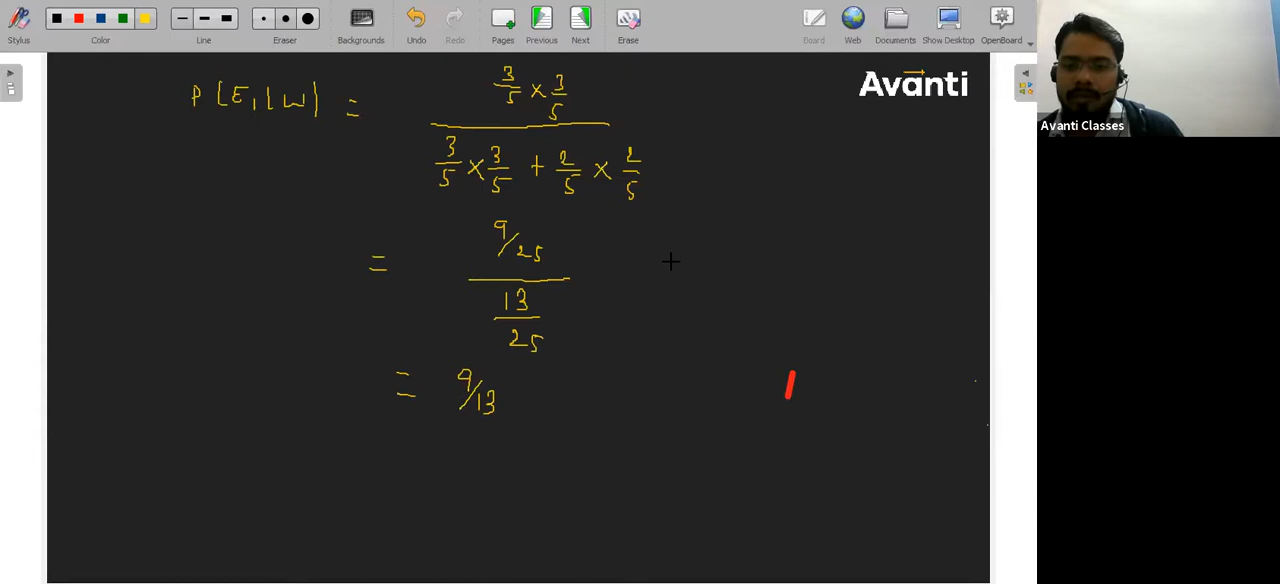 Stylus Color Line Eraser Backgrounds Undo Redo Pages Previous Next Erase Board Web Documents Show Desktop OpenBoard
Avanti
Avanti Classes
P(E₁|W) = (3/5 × 3/5) / (3/5 × 3/5 + 2/5 × 2/5)
= (9/25) / (13/25)
= 9/13